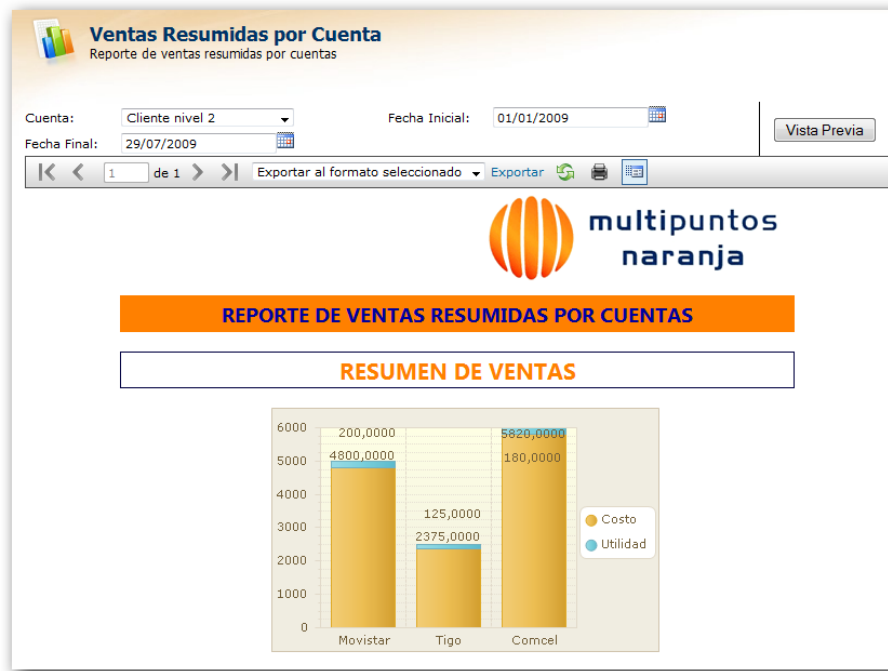 Ventas Resumidas por Cuenta
Reporte de ventas resumidas por cuentas
Cuenta: Cliente nivel 2 Fecha Inicial: 01/01/2009
Fecha Final: 29/07/2009 Vista Previa
1 de 1 Exportar al formato seleccionado Exportar
multipuntos
naranja
REPORTE DE VENTAS RESUMIDAS POR CUENTAS
RESUMEN DE VENTAS
6000 200,0000 5820,0000
5000 4800,0000 180,0000
4000
125,0000
3000 Costo
2375,0000 Utilidad
2000
1000
0
Movistar Tigo Comcel